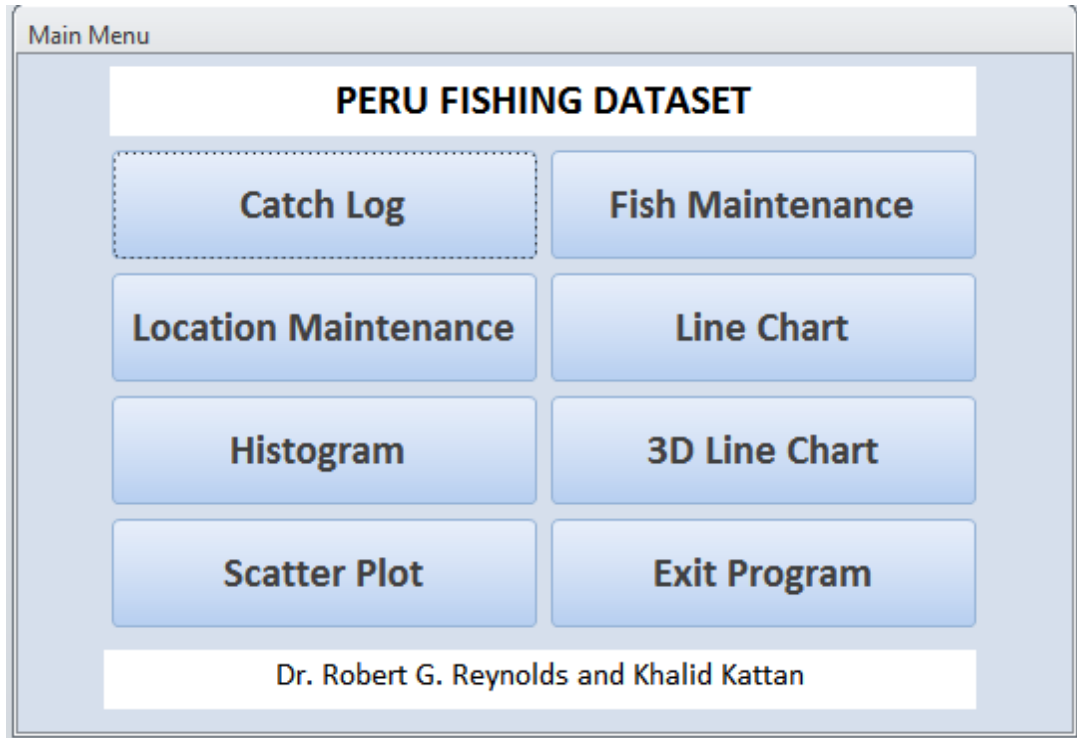 Main Menu
PERU FISHING DATASET
Catch Log
Fish Maintenance
Location Maintenance
Line Chart
Histogram
3D Line Chart
Scatter Plot
Exit Program
Dr. Robert G. Reynolds and Khalid Kattan